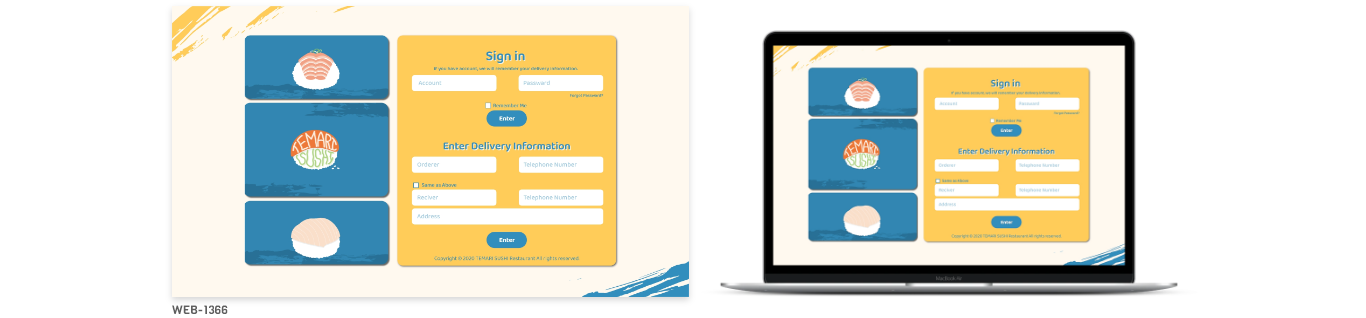 Sign in
If you have account, we will remember your delivery information.
Account
Password
Forgot Password?
Remember Me
Enter
TEMARI
SUSHI
Enter Delivery Information
Orderer
Telephone Number
Same as Above
Reciver
Telephone Number
Address
Enter
Copyright © 2020 TEMARI SUSHI Restaurant All rights reserved.
WEB-1366
Sign in
If you have account, we will remember your delivery information.
Account
Password
Forgot Password?
Remember Me
Enter
TEMARI
SUSHI
Enter Delivery Information
Orderer
Telephone Number
Same as Above
Reciver
Telephone Number
Address
Enter
Copyright © 2020 TEMARI SUSHI Restaurant All rights reserved.
MacBook Air